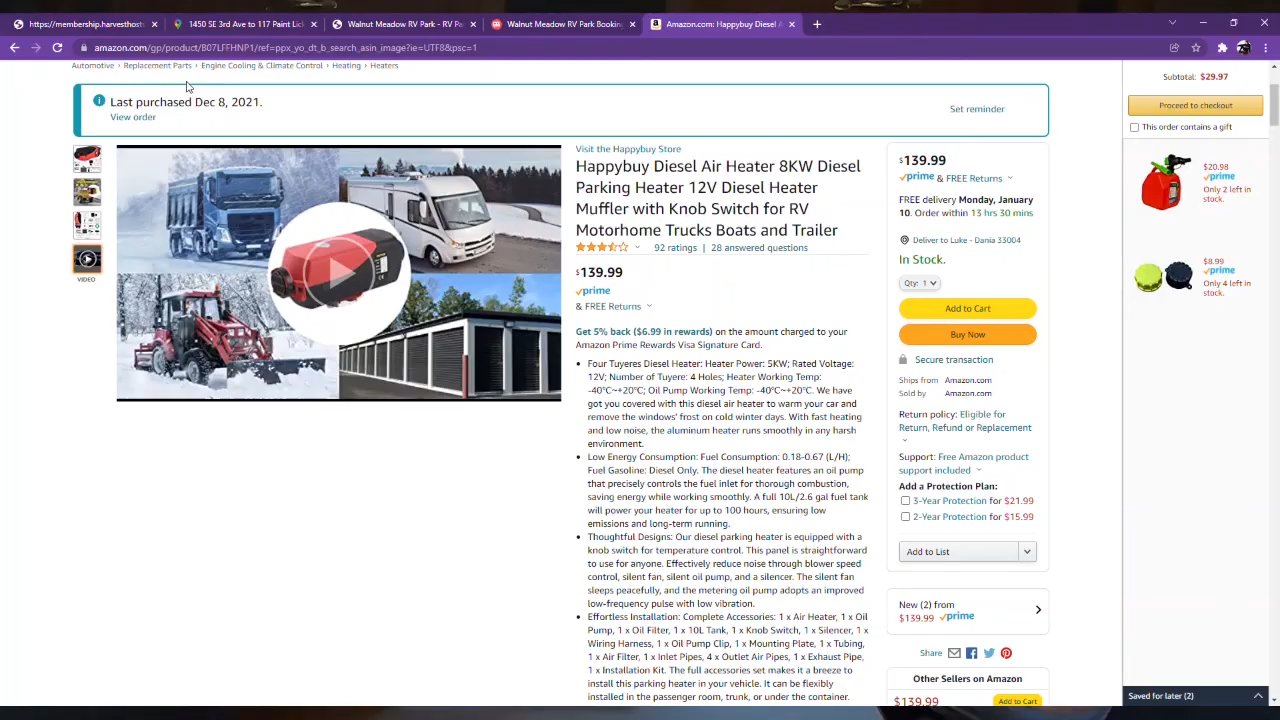 https://membership.harvesthosts
1450 SE 3rd Ave to 117 Paint Lick
Walnut Meadow RV Park - RV Pa
Walnut Meadow RV Park Bookin
Amazon.com: Happybuy Diesel A
amazon.com/gp/product/B07LFFHNP1/ref=ppx_yo_dt_b_search_asin_image?ie=UTF8&psc=1
Automotive › Replacement Parts › Engine Cooling & Climate Control › Heating › Heaters
Last purchased Dec 8, 2021.
View order
Set reminder
VIDEO
Visit the Happybuy Store
Happybuy Diesel Air Heater 8KW Diesel
Parking Heater 12V Diesel Heater
Muffler with Knob Switch for RV
Motorhome Trucks Boats and Trailer
92 ratings | 28 answered questions
$139.99
prime
& FREE Returns
Get 5% back ($6.99 in rewards) on the amount charged to your
Amazon Prime Rewards Visa Signature Card.
• Four Tuyeres Diesel Heater: Heater Power: 5KW; Rated Voltage:
12V; Number of Tuyere: 4 Holes; Heater Working Temp:
-40℃~+20℃; Oil Pump Working Temp: -40℃~+20℃. We have
got you covered with this diesel air heater to warm your car and
remove the windows' frost on cold winter days. With fast heating
and low noise, the aluminum heater runs smoothly in any harsh
environment.
• Low Energy Consumption: Fuel Consumption: 0.18-0.67 (L/H);
Fuel Gasoline: Diesel Only. The diesel heater features an oil pump
that precisely controls the fuel inlet for thorough combustion,
saving energy while working smoothly. A full 10L/2.6 gal fuel tank
will power your heater for up to 100 hours, ensuring low
emissions and long-term running.
• Thoughtful Designs: Our diesel parking heater is equipped with a
knob switch for temperature control. This panel is straightforward
to use for anyone. Effectively reduce noise through blower speed
control, silent fan, silent oil pump, and a silencer. The silent fan
sleeps peacefully, and the metering oil pump adopts an improved
low-frequency pulse with low vibration.
• Effortless Installation: Complete Accessories: 1 x Air Heater, 1 x Oil
Pump, 1 x Oil Filter, 1 x 10L Tank, 1 x Knob Switch, 1 x Silencer, 1 x
Wiring Harness, 1 x Oil Pump Clip, 1 x Mounting Plate, 1 x Tubing,
1 x Air Filter, 1 x Inlet Pipes, 4 x Outlet Air Pipes, 1 x Exhaust Pipe,
1 x Installation Kit. The full accessories set makes it a breeze to
install this parking heater in your vehicle. It can be flexibly
installed in the passenger room, trunk, or under the container.
$139.99
prime & FREE Returns
FREE delivery Monday, January
10. Order within 13 hrs 30 mins
Deliver to Luke - Dania 33004
In Stock.
Qty: 1
Add to Cart
Buy Now
Secure transaction
Ships from Amazon.com
Sold by Amazon.com
Return policy: Eligible for
Return, Refund or Replacement
Support: Free Amazon product
support included
Add a Protection Plan:
3-Year Protection for $21.99
2-Year Protection for $15.99
Add to List
New (2) from
$139.99 prime
Share
Other Sellers on Amazon
$139.99
Add to Cart
Subtotal: $29.97
Proceed to checkout
This order contains a gift
$20.98
prime
Only 2 left in
stock.
$8.99
prime
Only 4 left in
stock.
Saved for later (2)